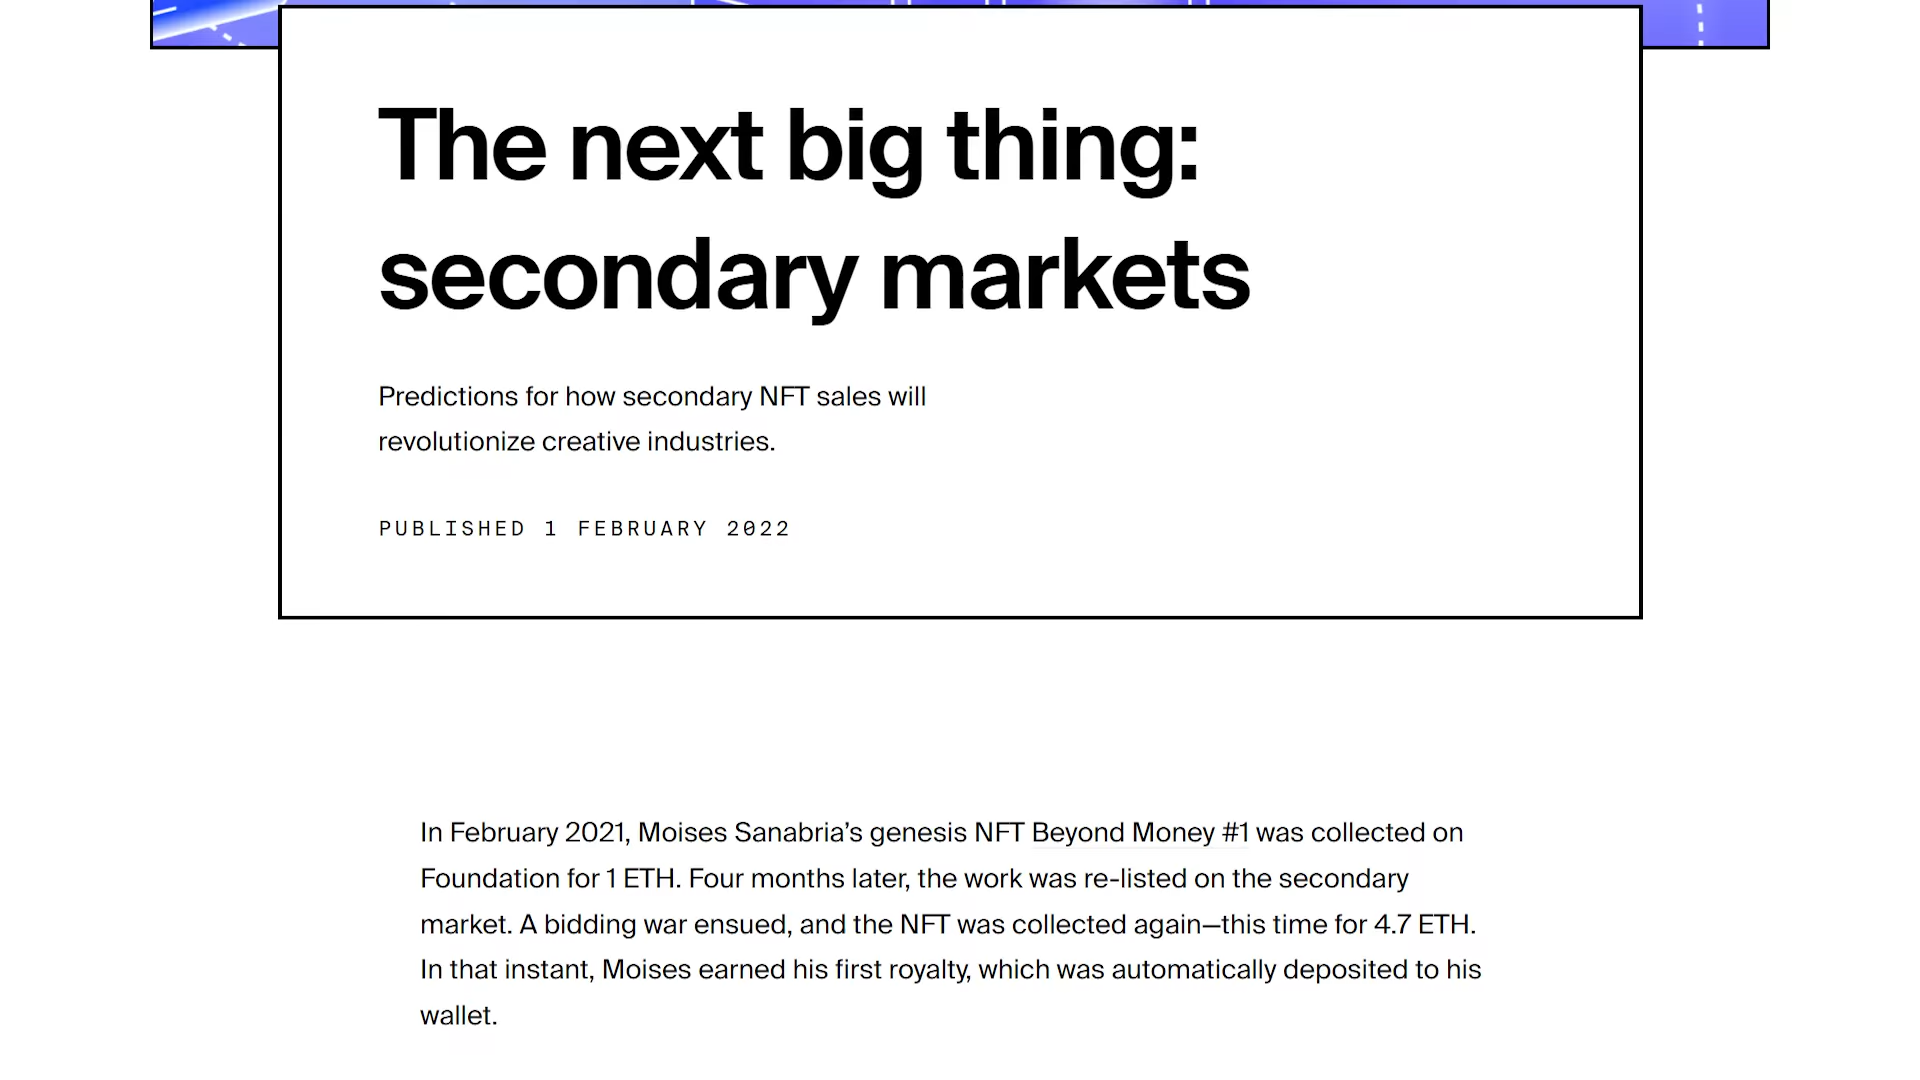 The next big thing:
secondary markets
Predictions for how secondary NFT sales will
revolutionize creative industries.
PUBLISHED 1 FEBRUARY 2022
In February 2021, Moises Sanabria’s genesis NFT Beyond Money #1 was collected on
Foundation for 1 ETH. Four months later, the work was re-listed on the secondary
market. A bidding war ensued, and the NFT was collected again—this time for 4.7 ETH.
In that instant, Moises earned his first royalty, which was automatically deposited to his
wallet.